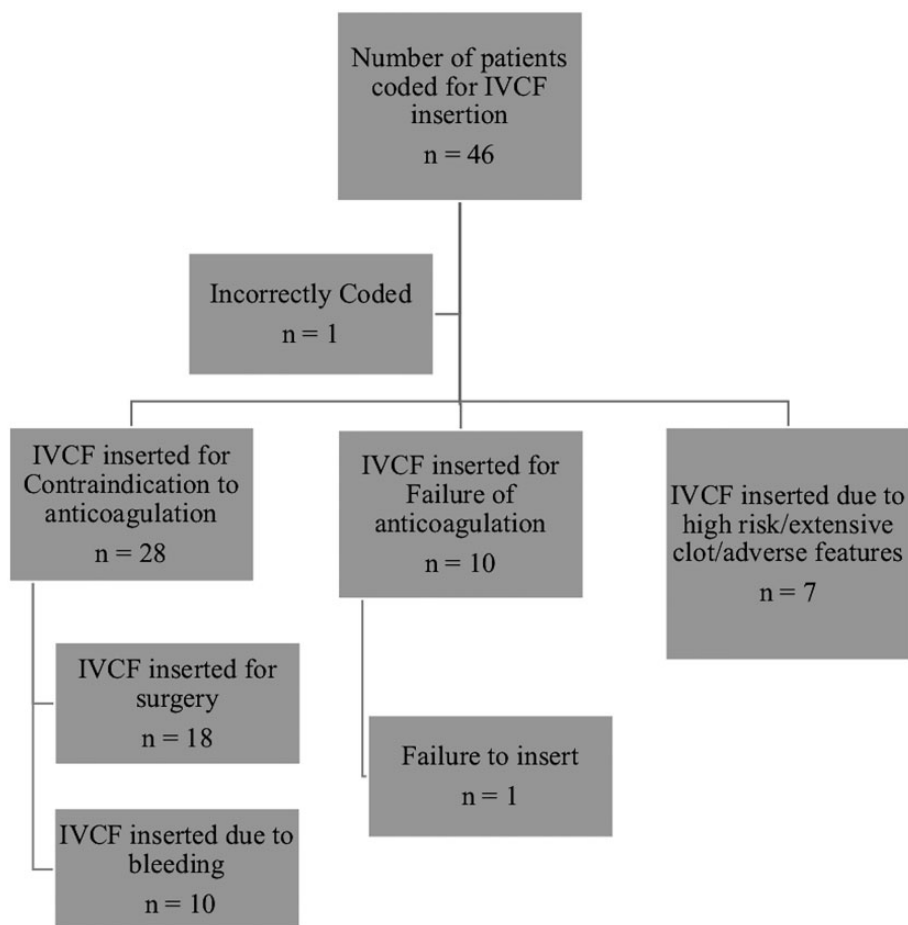 Number of patients
coded for IVCF
insertion
n = 46
Incorrectly Coded
n = 1
IVCF inserted for
Contraindication to
anticoagulation
n = 28
IVCF inserted for
Failure of
anticoagulation
n = 10
IVCF inserted due to
high risk/extensive
clot/adverse features
n = 7
IVCF inserted for
surgery
n = 18
Failure to insert
n = 1
IVCF inserted due to
bleeding
n = 10